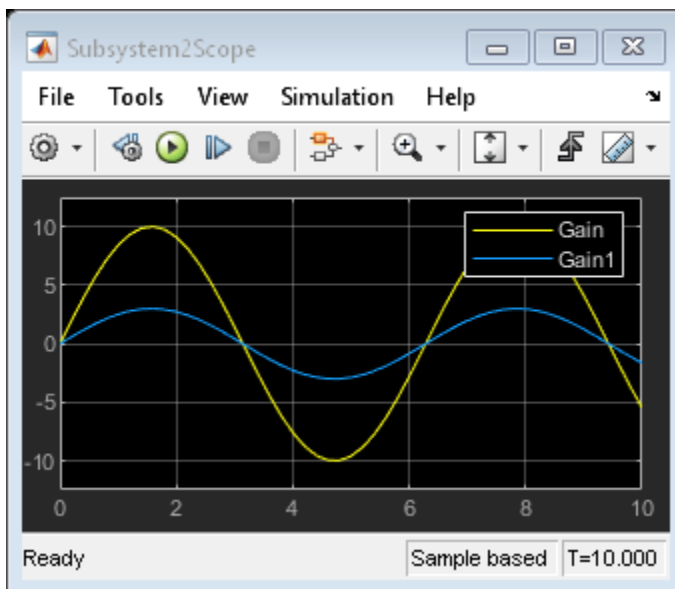 Subsystem2Scope
File Tools View Simulation Help
10
5
0
-5
-10
Gain
Gain1
0 2 4 6 8 10
Ready Sample based T=10.000